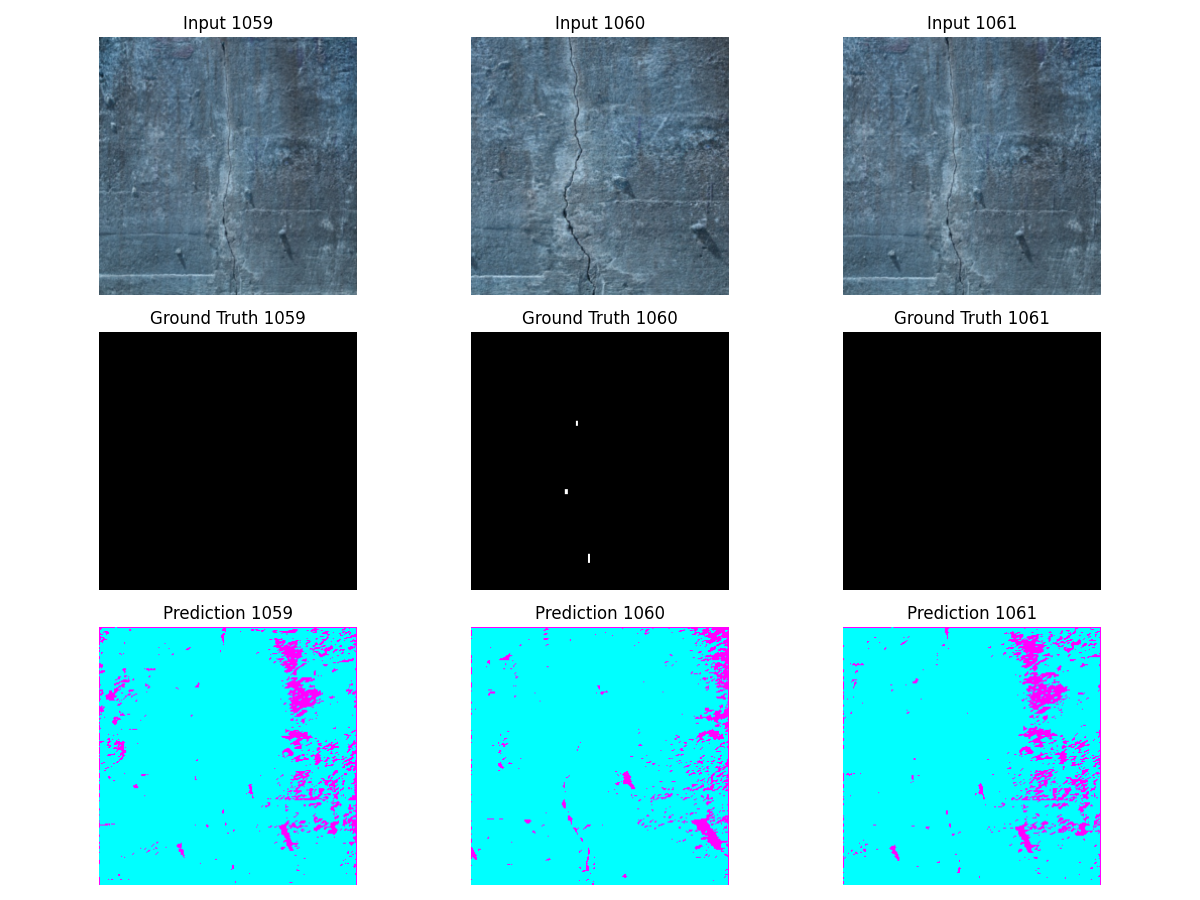 Input 1059
Input 1060
Input 1061
Ground Truth 1059
Ground Truth 1060
Ground Truth 1061
Prediction 1059
Prediction 1060
Prediction 1061